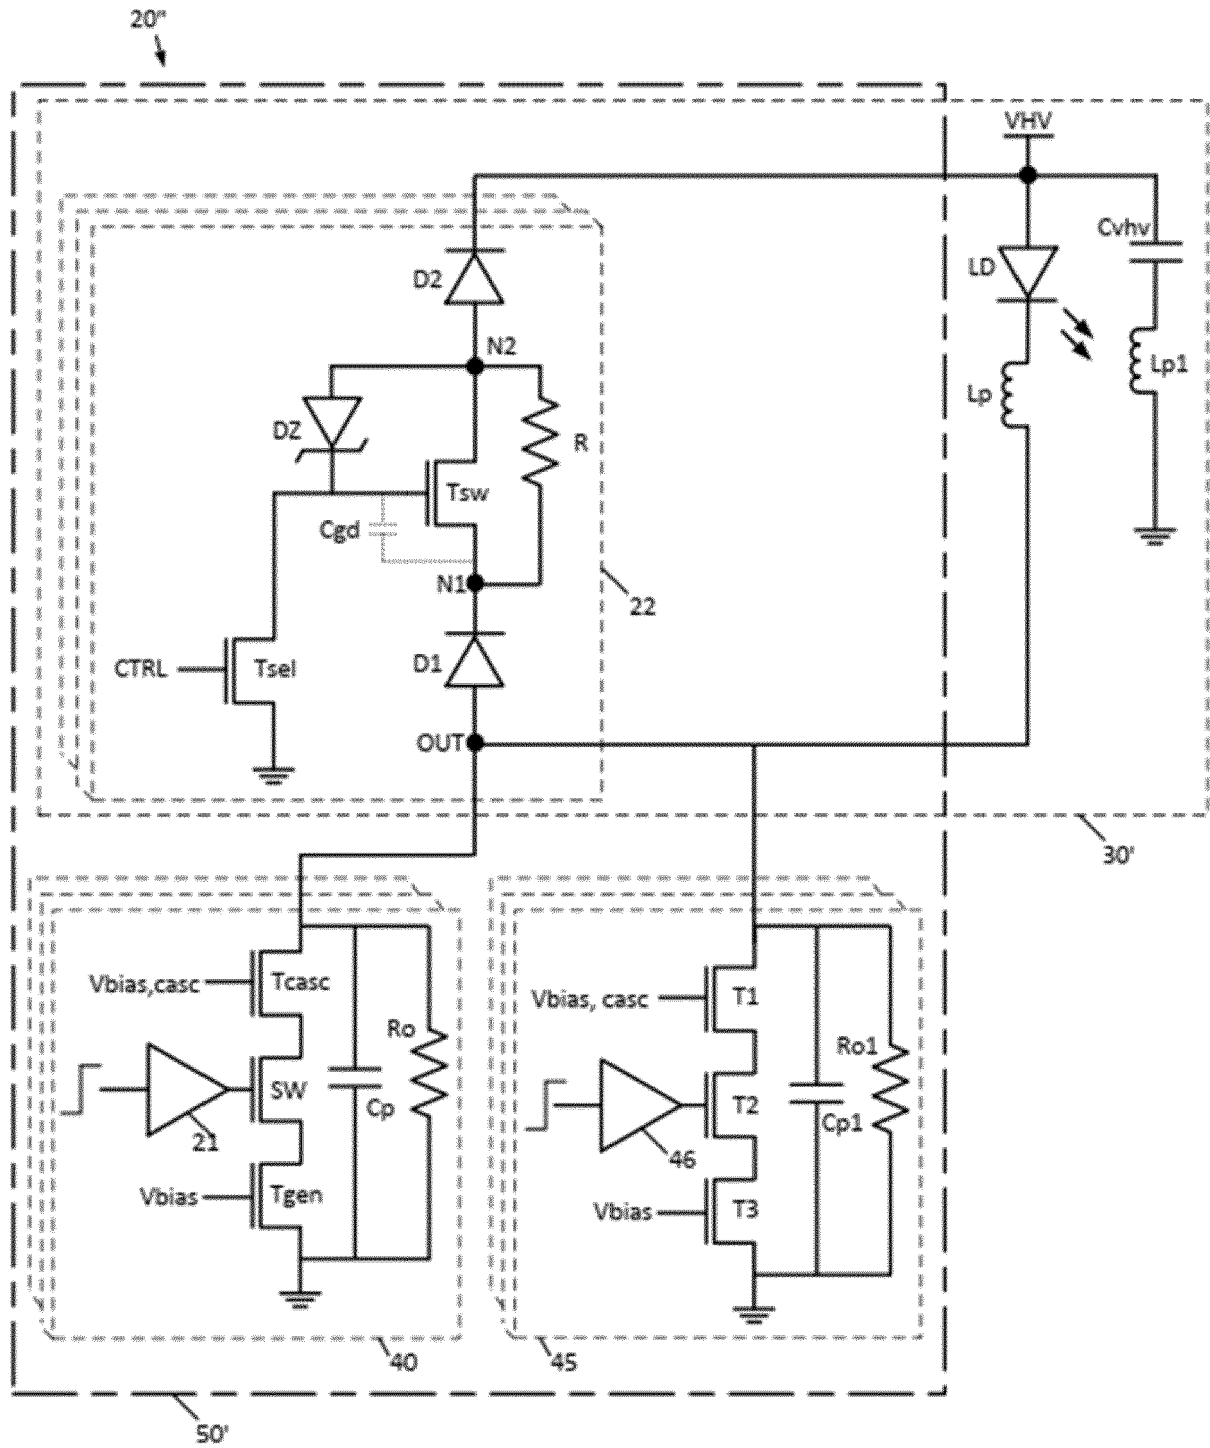 20"
VHV
Cvhv
D2
LD
N2
Lp1
Lp
DZ
R
Tsw
Cgd
N1
22
D1
CTRL
Tsel
OUT
30'
Vbias,casc
Tcasc
Vbias, casc
T1
Ro
Ro1
SW
T2
Cp
Cp1
21
46
Vbias
Tgen
Vbias
T3
40
45
50'